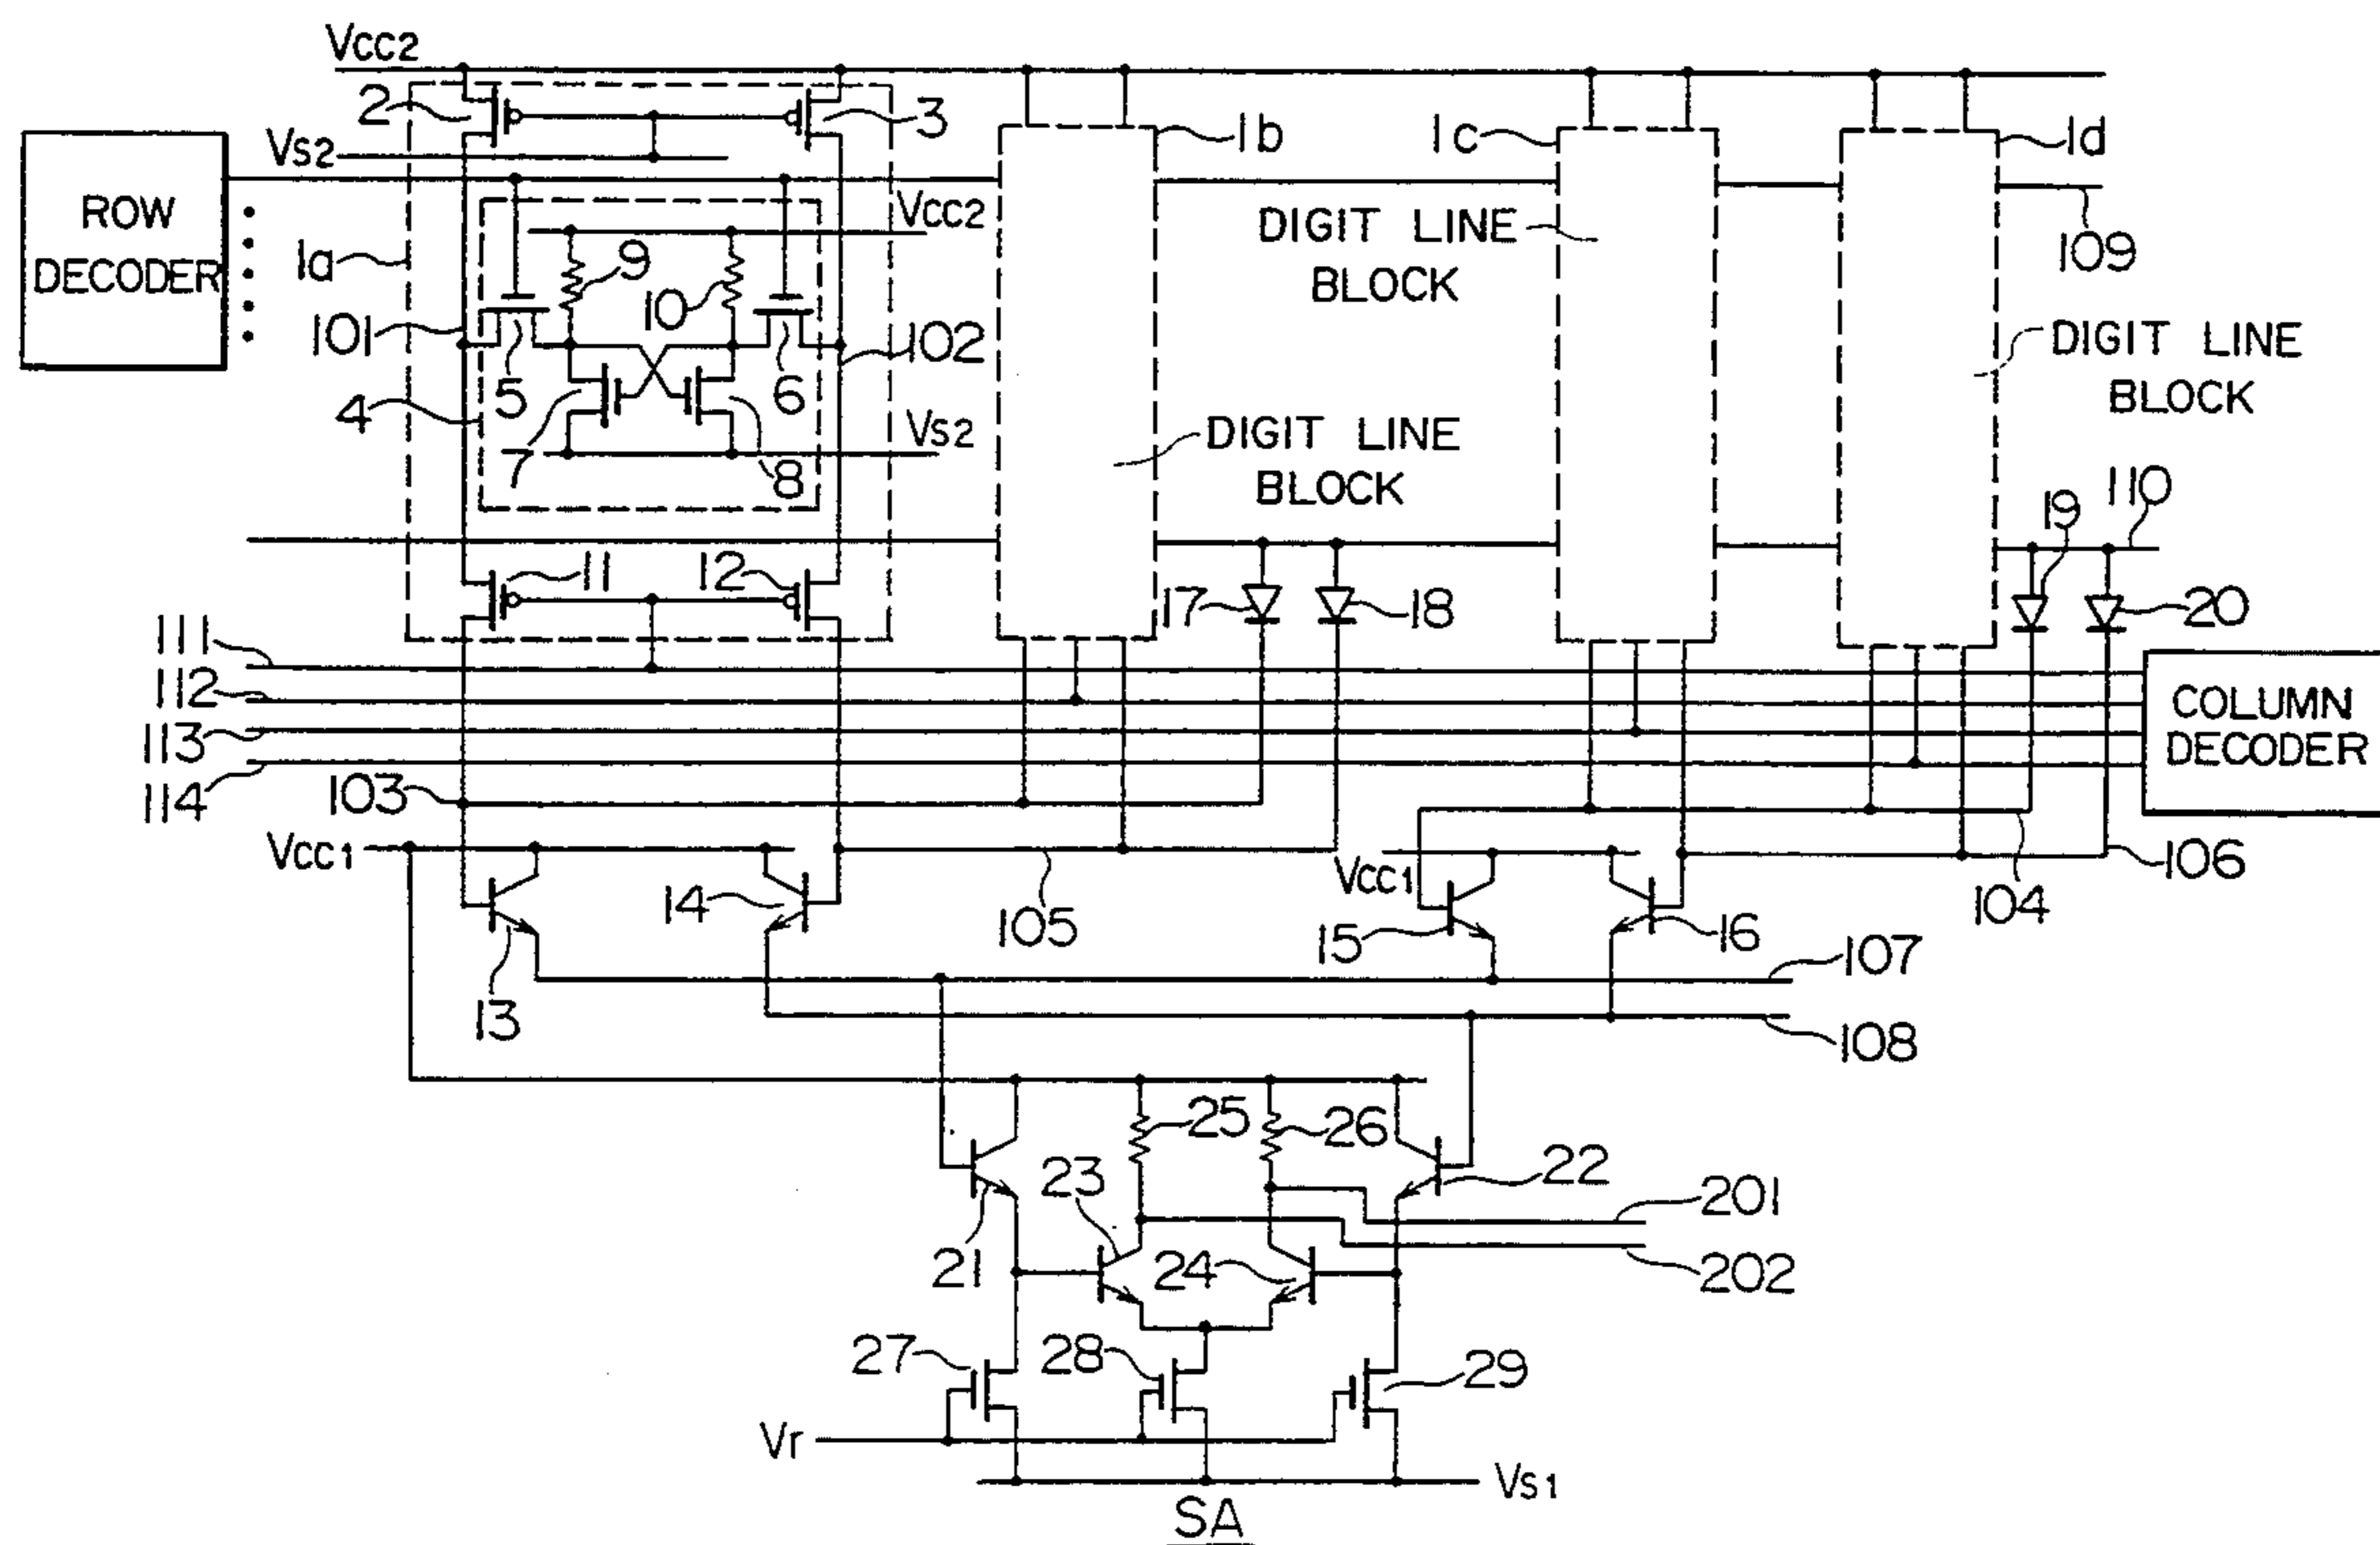 Vcc2
2
3
1b
1c
1d
Vs2
ROW
DECODER
Vcc2
DIGIT LINE
BLOCK
109
1a
9
10
101
102
DIGIT LINE
BLOCK
5
6
4
7
8
Vs2
DIGIT LINE
BLOCK
19
110
11
12
17
18
20
111
112
113
114
COLUMN
DECODER
103
Vcc1
Vcc1
106
14
105
15
16
104
13
107
108
25
26
23
22
201
21
24
202
27
28
29
Vr
Vs1
SA